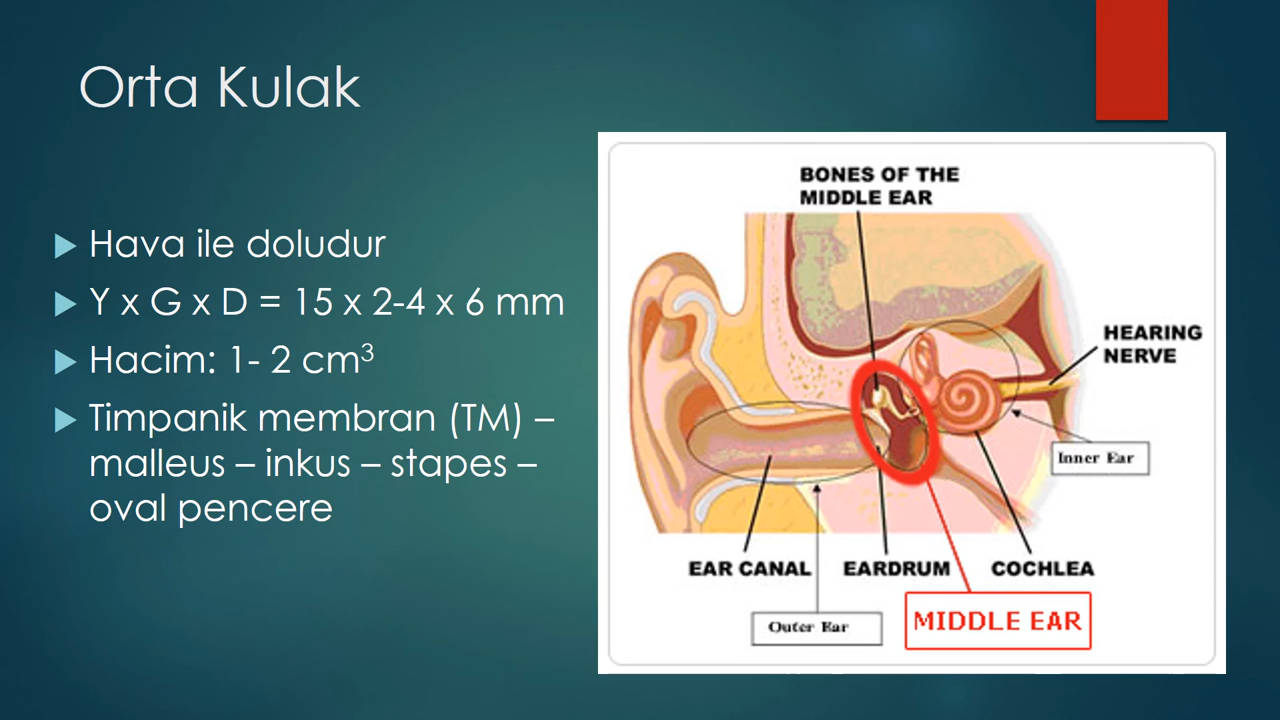 Orta Kulak
Hava ile doludur
Y x G x D = 15 x 2-4 x 6 mm
Hacim: 1- 2 cm³
Timpanik membran (TM) –
malleus – inkus – stapes –
oval pencere
BONES OF THE
MIDDLE EAR
HEARING
NERVE
Inner Ear
EAR CANAL
EARDRUM
COCHLEA
Outer Ear
MIDDLE EAR